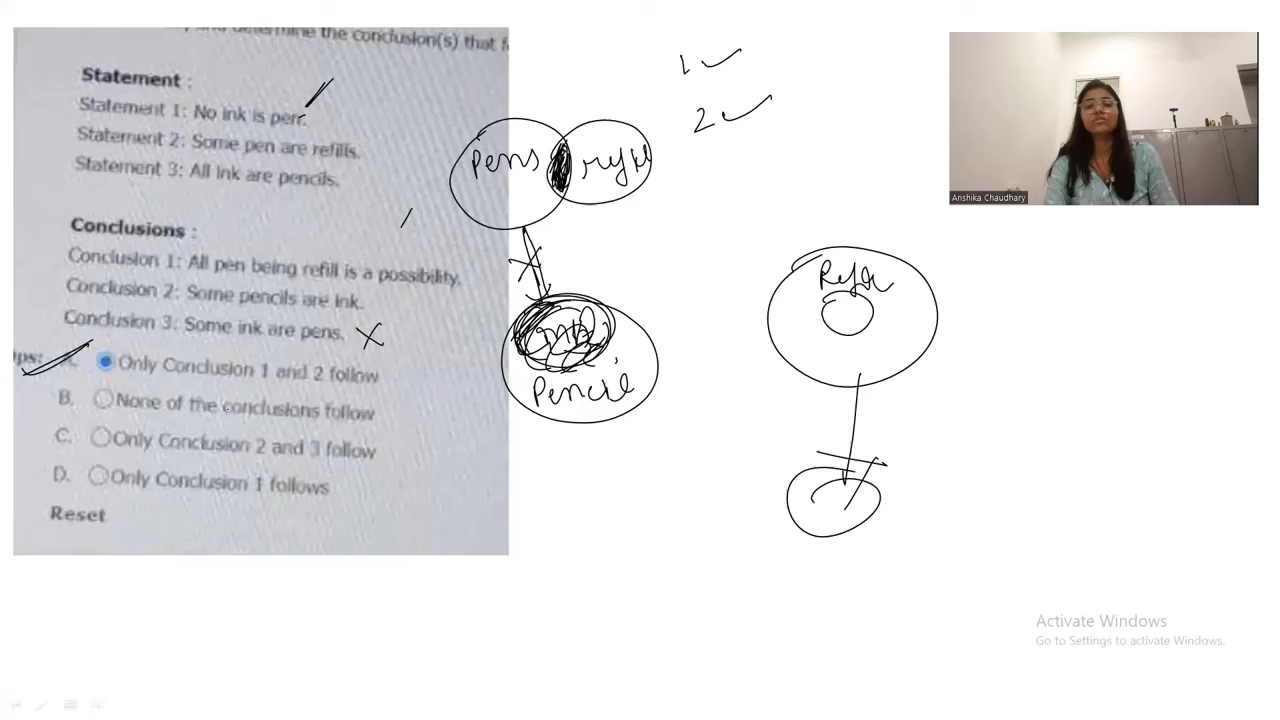 determine the conclusion(s) that
Statement :
Statement 1: No ink is pen.
Statement 2: Some pen are refills.
Statement 3: All ink are pencils.
Conclusions :
Conclusion 1: All pen being refill is a possibility.
Conclusion 2: Some pencils are ink.
Conclusion 3: Some ink are pens.
A. Only Conclusion 1 and 2 follow
B. None of the conclusions follow
C. Only Conclusion 2 and 3 follow
D. Only Conclusion 1 follows
Reset
1
2
Pens
Anshika Chaudhary
Activate Windows
Go to Settings to activate Windows.